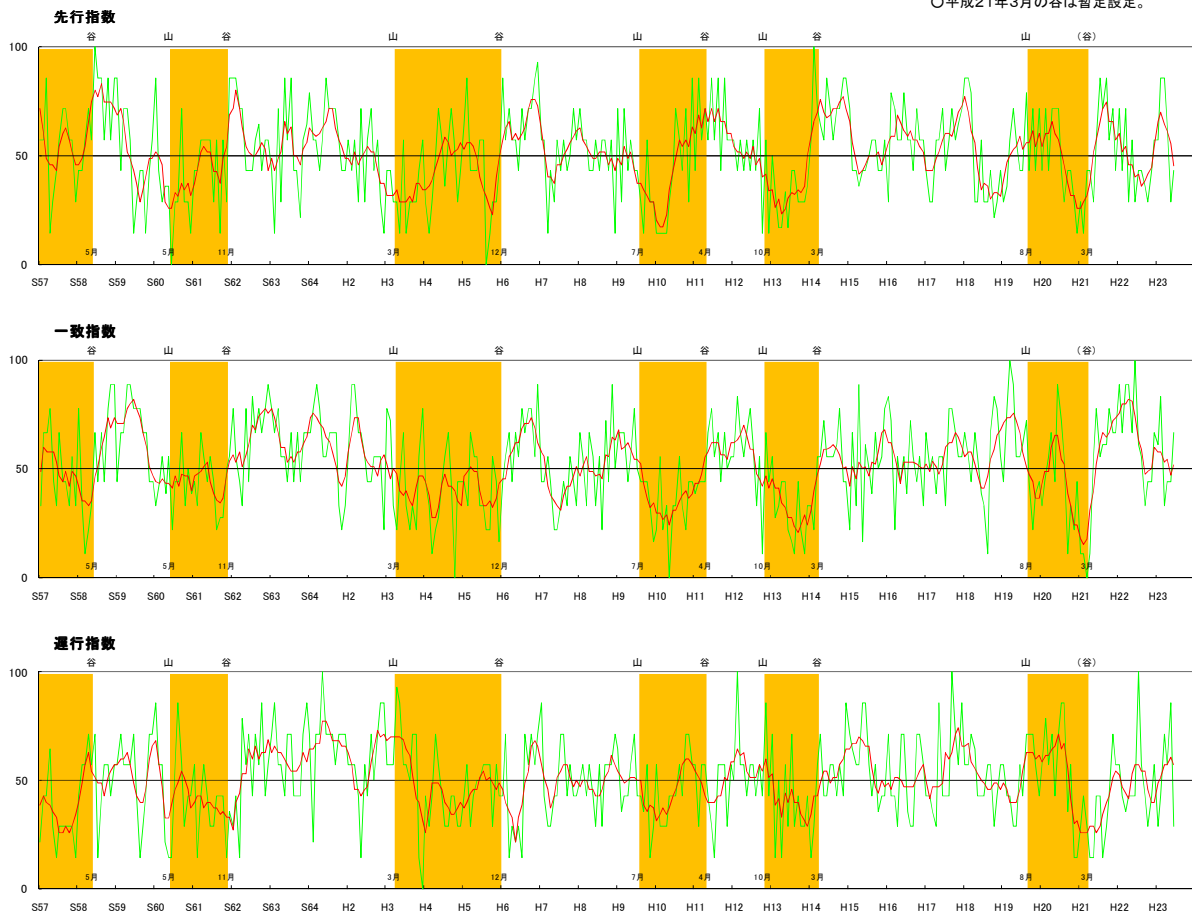 〇平成21年3月の谷は暫定設定。
先行指数
谷 山 谷 山 谷 山 谷 山 谷 山 (谷)
100
50
0
5月 5月 11月 3月 12月 7月 4月 10月 3月 8月 3月
S57 S58 S59 S60 S61 S62 S63 S64 H2 H3 H4 H5 H6 H7 H8 H9 H10 H11 H12 H13 H14 H15 H16 H17 H18 H19 H20 H21 H22 H23
一致指数
谷 山 谷 山 谷 山 谷 山 谷 山 (谷)
100
50
0
5月 5月 11月 3月 12月 7月 4月 10月 3月 8月 3月
S57 S58 S59 S60 S61 S62 S63 S64 H2 H3 H4 H5 H6 H7 H8 H9 H10 H11 H12 H13 H14 H15 H16 H17 H18 H19 H20 H21 H22 H23
遅行指数
谷 山 谷 山 谷 山 谷 山 谷 山 (谷)
100
50
0
5月 5月 11月 3月 12月 7月 4月 10月 3月 8月 3月
S57 S58 S59 S60 S61 S62 S63 S64 H2 H3 H4 H5 H6 H7 H8 H9 H10 H11 H12 H13 H14 H15 H16 H17 H18 H19 H20 H21 H22 H23